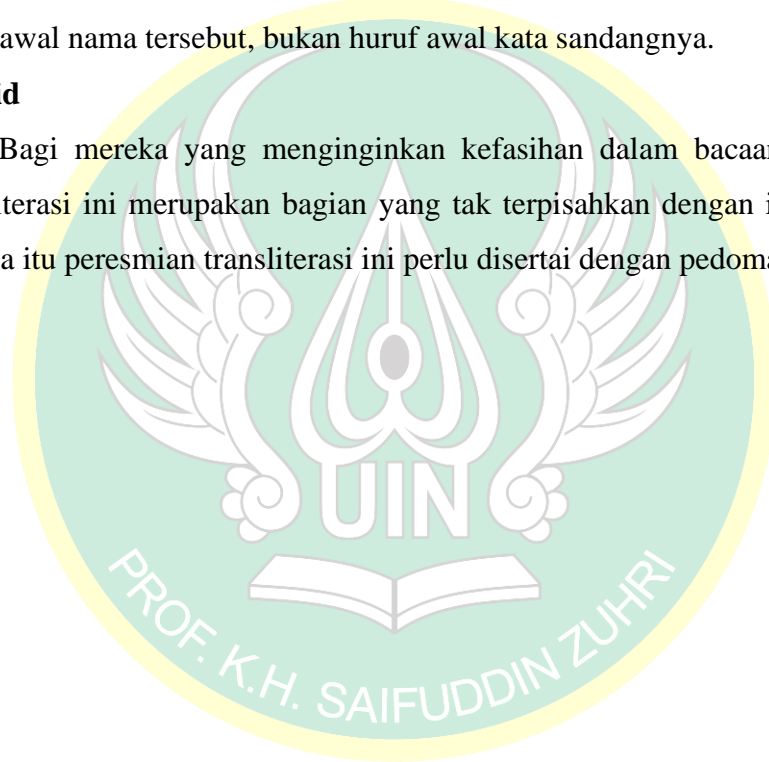 awal nama tersebut, bukan huruf awal kata sandangnya.
id
Bagi mereka yang menginginkan kefasihan dalam bacaan
terasi ini merupakan bagian yang tak terpisahkan dengan i
a itu peresmian transliterasi ini perlu disertai dengan pedoma
UIN
PROF. K.H. SAIFUDDIN ZUHRI